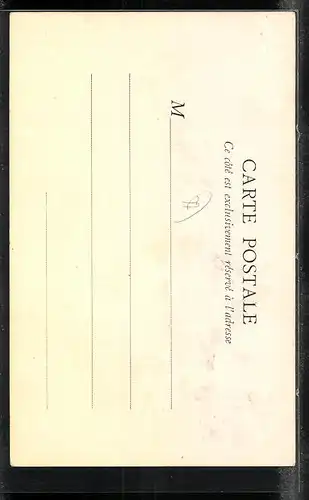 CARTE POSTALE
Ce côté est exclusivement réservé à l'adresse
M